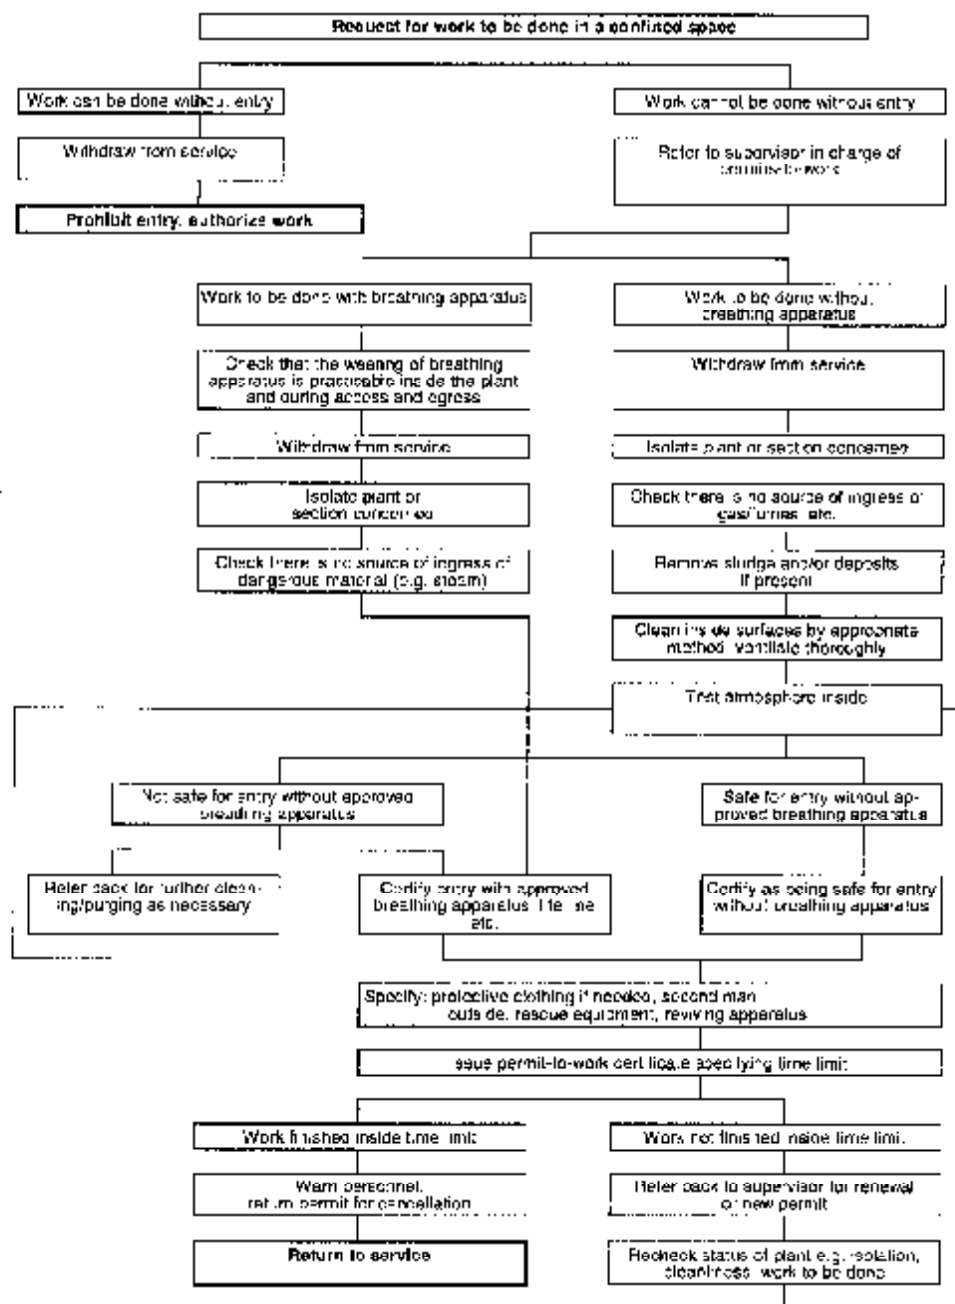 Request for work to be done in a confined space
Work can be done without entry
Work cannot be done without entry
Withdraw from service
Refer to supervisor in charge of
permit-to-work
Prohibit entry, authorize work
Work to be done with breathing apparatus
Work to be done without
breathing apparatus
Check that the wearing of breathing
apparatus is practicable inside the plant
and during access and egress
Withdraw from service
Withdraw from service
Isolate plant or section concerned
Isolate plant or
section concerned
Check there is no source of ingress of
gas/fumes etc.
Check there is no source of ingress of
dangerous material (e.g. steam)
Remove sludge and/or deposits
if present
Clean inside surfaces by appropriate
method, ventilate thoroughly
Test atmosphere inside
Not safe for entry without approved
breathing apparatus
Safe for entry without ap-
proved breathing apparatus
Refer back for further clean-
ing/purging as necessary
Certify entry with approved
breathing apparatus, life line
etc.
Certify as being safe for entry
without breathing apparatus
Specify: protective clothing if needed, second man
outside, rescue equipment, reviving apparatus
Issue permit-to-work certificate specifying time limit
Work finished inside time limit
Work not finished inside time limit
Warn personnel,
return permit for cancellation
Refer back to supervisor for renewal
or new permit
Return to service
Recheck status of plant e.g. isolation,
cleanliness, work to be done